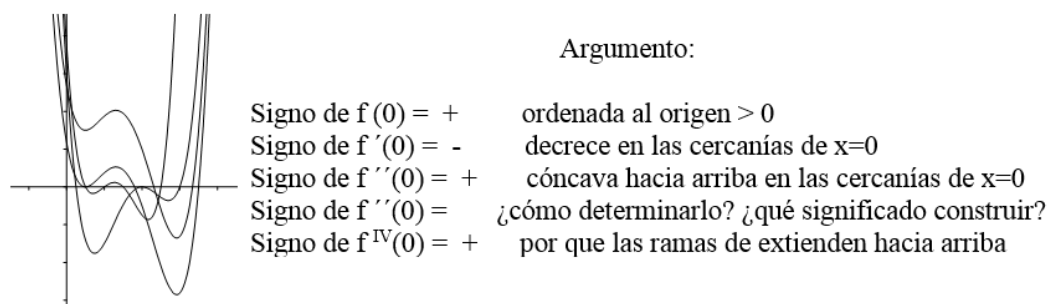 Argumento:
Signo de f (0) = + ordenada al origen > 0
Signo de f ´(0) = - decrece en las cercanías de x=0
Signo de f ´´(0) = + cóncava hacia arriba en las cercanías de x=0
Signo de f ´´(0) = ¿cómo determinarlo? ¿qué significado construir?
Signo de f IV(0) = + por que las ramas de extienden hacia arriba